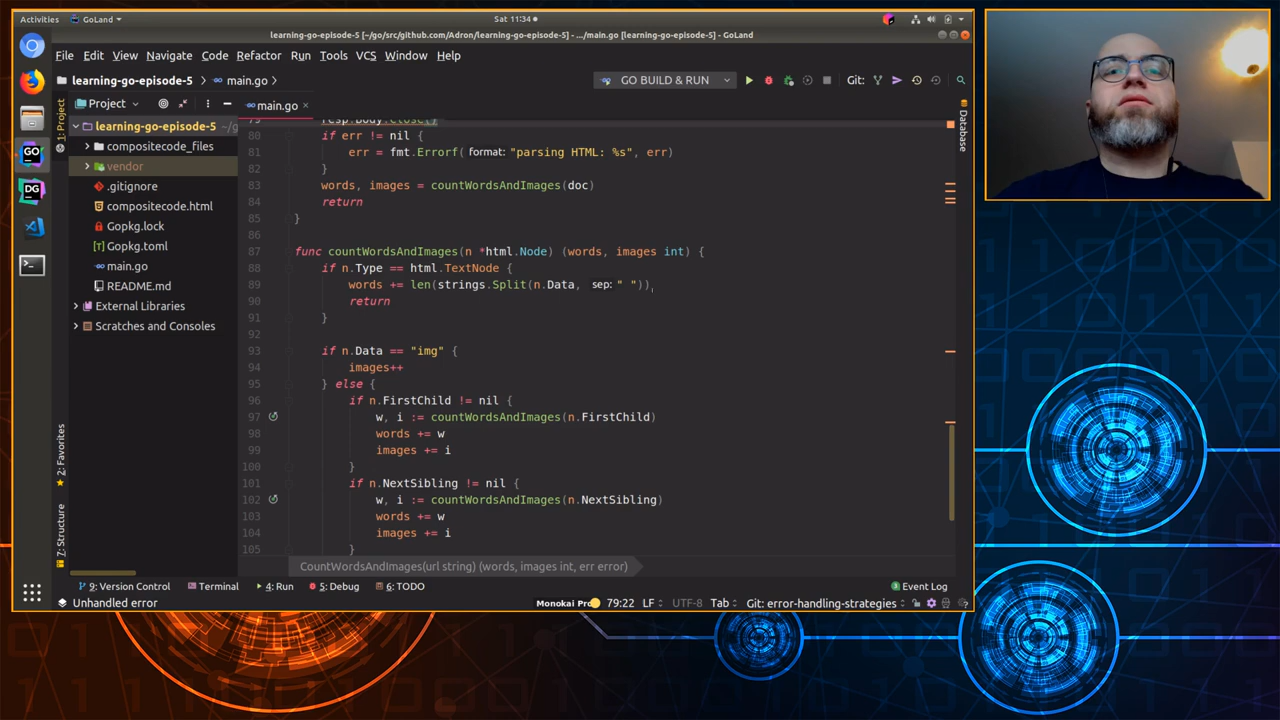 Activities GoLand Sat 11:34
learning-go-episode-5 [~/go/src/github.com/Adron/learning-go-episode-5] - .../main.go [learning-go-episode-5] - GoLand
File Edit View Navigate Code Refactor Run Tools VCS Window Help
learning-go-episode-5 main.go GO BUILD & RUN Git:
Project main.go
1: Project
Database
learning-go-episode-5 ~/g
compositecode_files
vendor
.gitignore
compositecode.html
Gopkg.lock
Gopkg.toml
main.go
README.md
External Libraries
Scratches and Consoles
2: Favorites
7: Structure
79 resp.Body.Close()
80 if err != nil {
81 err = fmt.Errorf( format: "parsing HTML: %s", err)
82 }
83 words, images = countWordsAndImages(doc)
84 return
85 }
86
87 func countWordsAndImages(n *html.Node) (words, images int) {
88 if n.Type == html.TextNode {
89 words += len(strings.Split(n.Data, sep: " "))
90 return
91 }
92
93 if n.Data == "img" {
94 images++
95 } else {
96 if n.FirstChild != nil {
97 w, i := countWordsAndImages(n.FirstChild)
98 words += w
99 images += i
100 }
101 if n.NextSibling != nil {
102 w, i := countWordsAndImages(n.NextSibling)
103 words += w
104 images += i
105 }
CountWordsAndImages(url string) (words, images int, err error)
9: Version Control Terminal 4: Run 5: Debug 6: TODO Event Log
Unhandled error Monokai Pro 79:22 LF UTF-8 Tab Git: error-handling-strategies